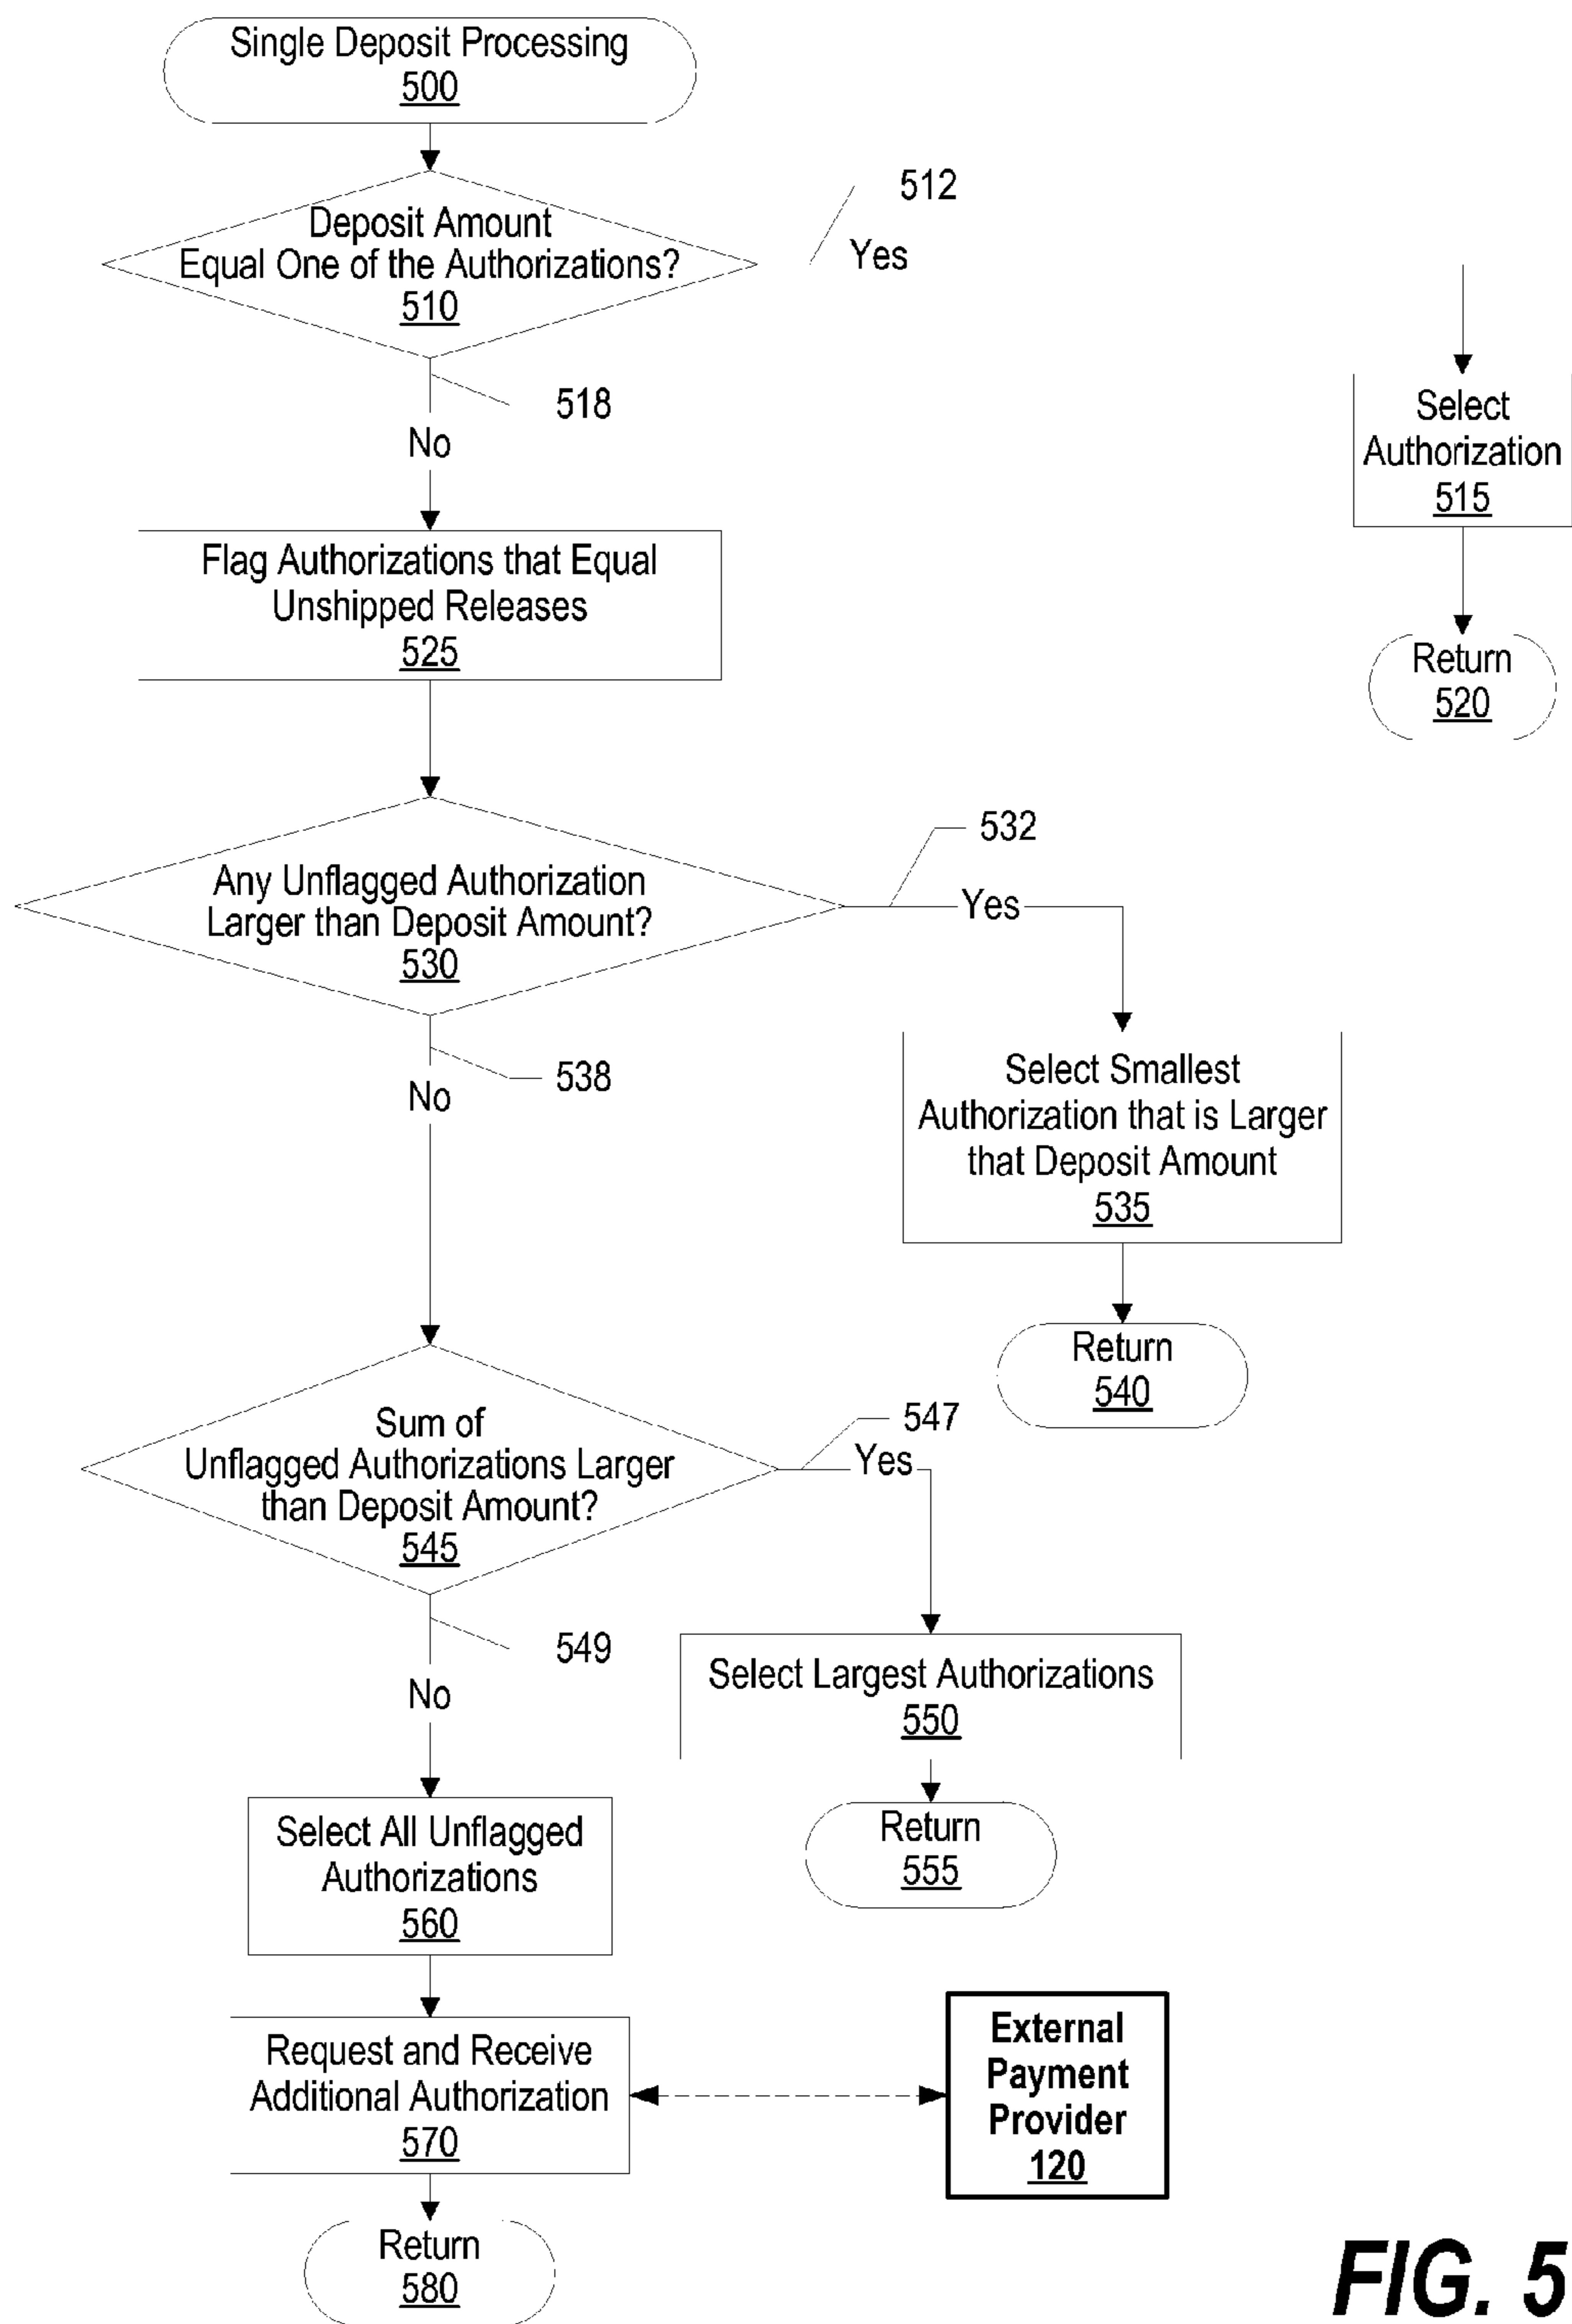 Single Deposit Processing
500
512
Deposit Amount
Equal One of the Authorizations?
510
Yes
518
No
Select
Authorization
515
Flag Authorizations that Equal
Unshipped Releases
525
Return
520
532
Any Unflagged Authorization
Larger than Deposit Amount?
530
Yes
538
No
Select Smallest
Authorization that is Larger
that Deposit Amount
535
Return
540
547
Sum of
Unflagged Authorizations Larger
than Deposit Amount?
545
Yes
549
No
Select Largest Authorizations
550
Return
555
Select All Unflagged
Authorizations
560
Request and Receive
Additional Authorization
570
External
Payment
Provider
120
Return
580
FIG. 5